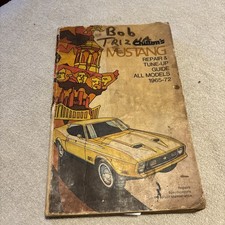 Bob
Chilton's
MUSTANG
REPAIR &
TUNE-UP
GUIDE
ALL MODELS
1965-72